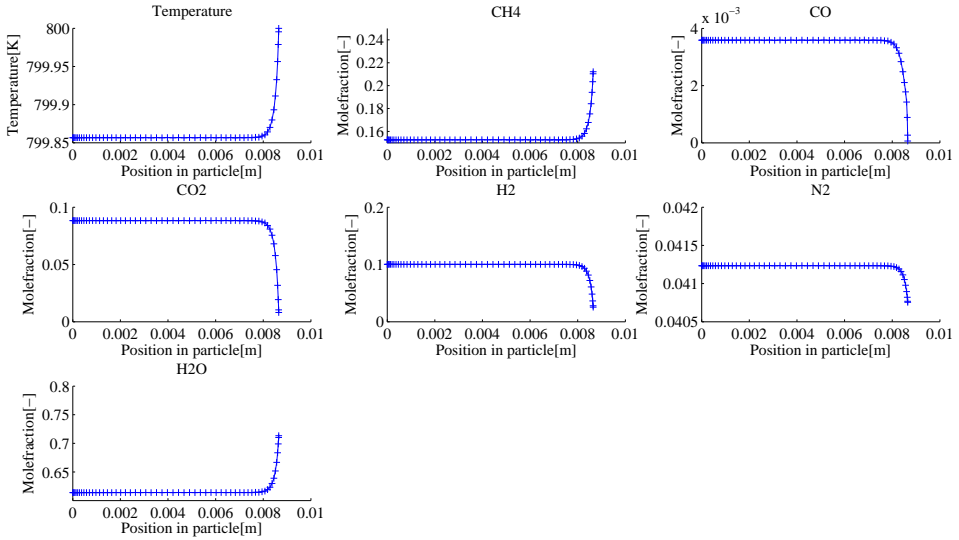 Temperature
800
799.95
799.9
799.85
Temperature[K]
0 0.002 0.004 0.006 0.008 0.01
Position in particle[m]
CH4
0.24
0.22
0.2
0.18
0.16
Molefraction[−]
0 0.002 0.004 0.006 0.008 0.01
Position in particle[m]
CO
x 10−3
4
2
0
Molefraction[−]
0 0.002 0.004 0.006 0.008 0.01
Position in particle[m]
CO2
0.1
0.05
0
Molefraction[−]
0 0.002 0.004 0.006 0.008 0.01
Position in particle[m]
H2
0.2
0.1
0
Molefraction[−]
0 0.002 0.004 0.006 0.008 0.01
Position in particle[m]
N2
0.042
0.0415
0.041
0.0405
Molefraction[−]
0 0.002 0.004 0.006 0.008 0.01
Position in particle[m]
H2O
0.8
0.75
0.7
0.65
Molefraction[−]
0 0.002 0.004 0.006 0.008 0.01
Position in particle[m]